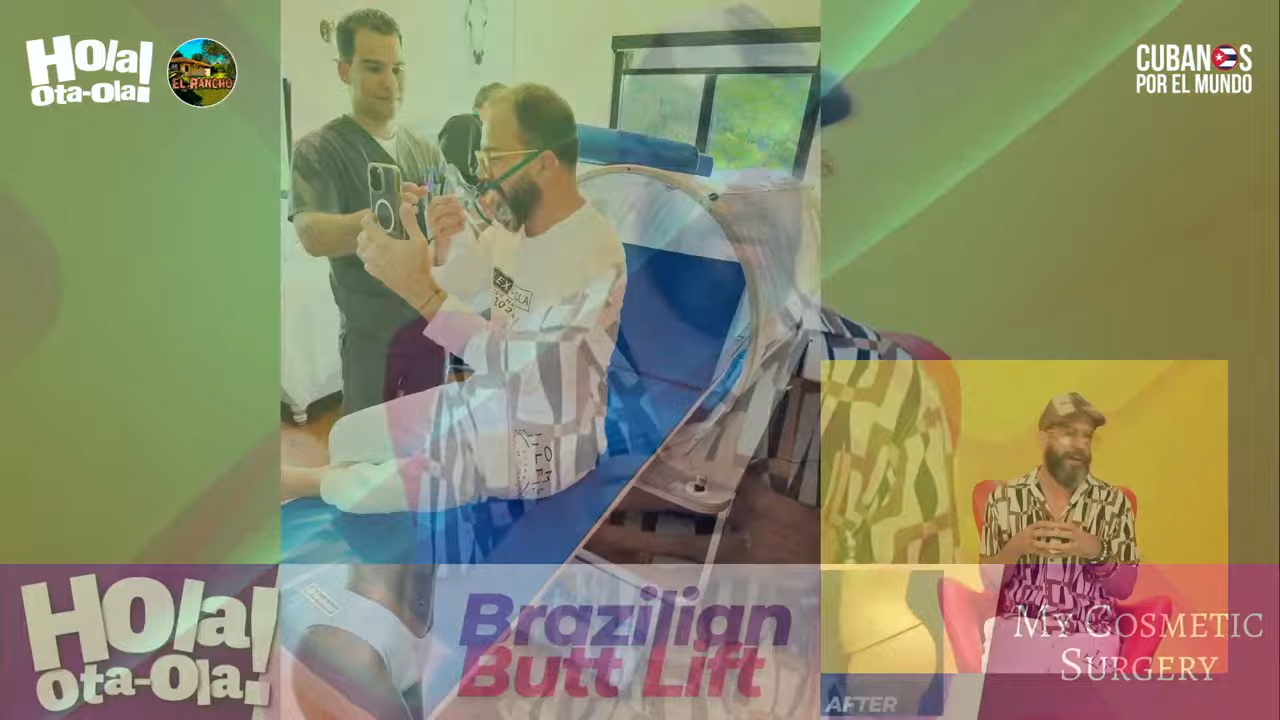 Hola!
Ota-Ola!
EL RANCHO
CUBANOS
POR EL MUNDO
Hola!
Ota-Ola!
Brazilian
Butt Lift
AFTER
MY COSMETIC
SURGERY